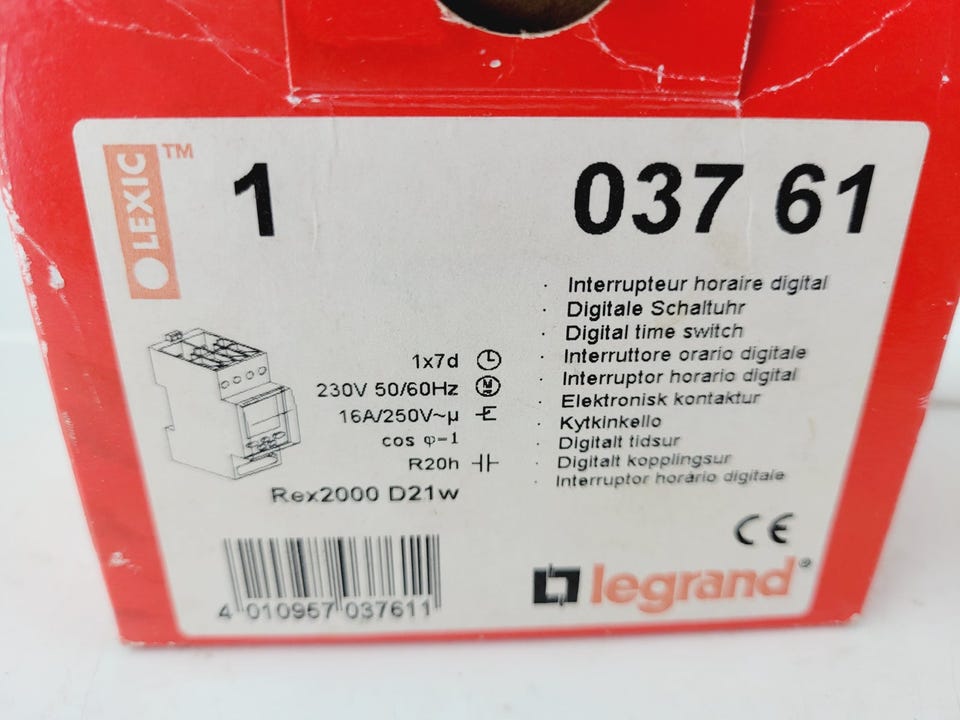 LEXIC™
1
037 61
1x7d
230V 50/60Hz
16A/250V~µ
cos φ=1
R20h
Rex2000 D21w
· Interrupteur horaire digital
· Digitale Schaltuhr
· Digital time switch
· Interruttore orario digitale
· Interruptor horario digital
· Elektronisk kontaktur
· Kytkinkello
· Digitalt tidsur
· Digitalt kopplingsur
· Interruptor horário digitale
CE
4 010957 037611
legrand®